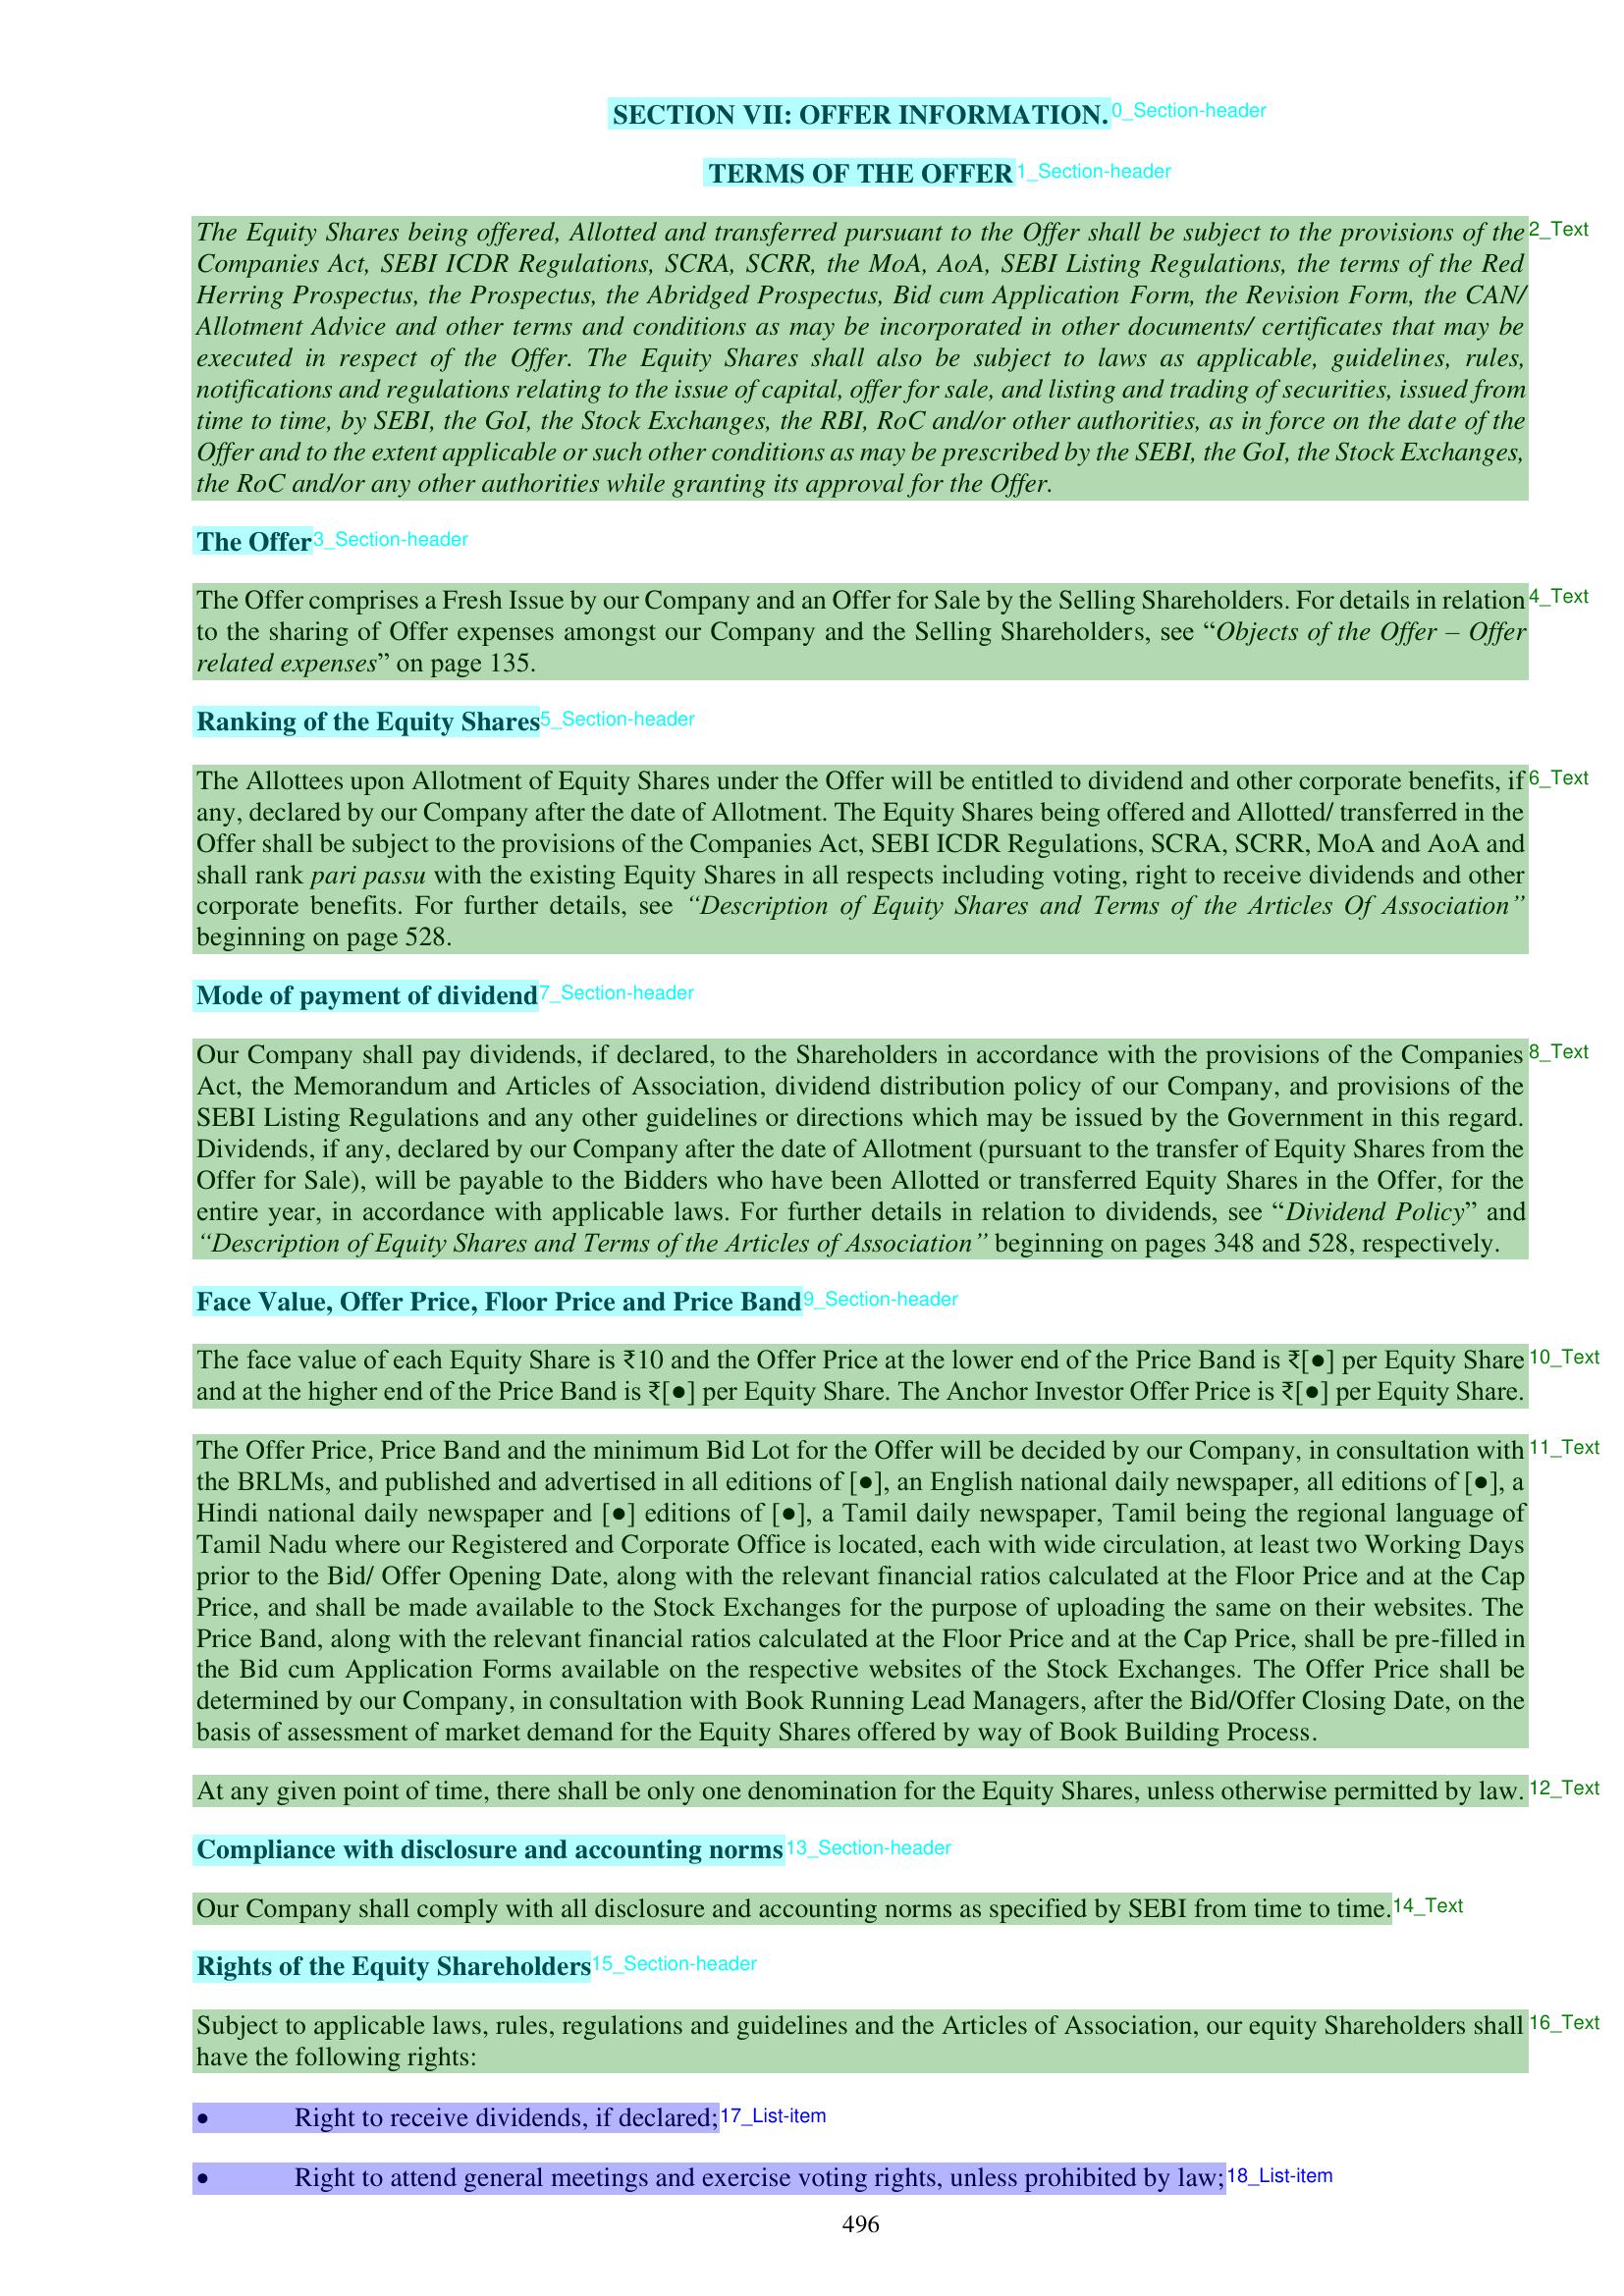 SECTION VII: OFFER INFORMATION.0_Section-header
TERMS OF THE OFFER1_Section-header
The Equity Shares being offered, Allotted and transferred pursuant to the Offer shall be subject to the provisions of the 2_Text
Companies Act, SEBI ICDR Regulations, SCRA, SCRR, the MoA, AoA, SEBI Listing Regulations, the terms of the Red
Herring Prospectus, the Prospectus, the Abridged Prospectus, Bid cum Application Form, the Revision Form, the CAN/
Allotment Advice and other terms and conditions as may be incorporated in other documents/ certificates that may be
executed in respect of the Offer. The Equity Shares shall also be subject to laws as applicable, guidelines, rules,
notifications and regulations relating to the issue of capital, offer for sale, and listing and trading of securities, issued from
time to time, by SEBI, the GoI, the Stock Exchanges, the RBI, RoC and/or other authorities, as in force on the date of the
Offer and to the extent applicable or such other conditions as may be prescribed by the SEBI, the GoI, the Stock Exchanges,
the RoC and/or any other authorities while granting its approval for the Offer.
The Offer3_Section-header
The Offer comprises a Fresh Issue by our Company and an Offer for Sale by the Selling Shareholders. For details in relation 4_Text
to the sharing of Offer expenses amongst our Company and the Selling Shareholders, see “Objects of the Offer – Offer
related expenses” on page 135.
Ranking of the Equity Shares5_Section-header
The Allottees upon Allotment of Equity Shares under the Offer will be entitled to dividend and other corporate benefits, if 6_Text
any, declared by our Company after the date of Allotment. The Equity Shares being offered and Allotted/ transferred in the
Offer shall be subject to the provisions of the Companies Act, SEBI ICDR Regulations, SCRA, SCRR, MoA and AoA and
shall rank pari passu with the existing Equity Shares in all respects including voting, right to receive dividends and other
corporate benefits. For further details, see “Description of Equity Shares and Terms of the Articles Of Association”
beginning on page 528.
Mode of payment of dividend7_Section-header
Our Company shall pay dividends, if declared, to the Shareholders in accordance with the provisions of the Companies 8_Text
Act, the Memorandum and Articles of Association, dividend distribution policy of our Company, and provisions of the
SEBI Listing Regulations and any other guidelines or directions which may be issued by the Government in this regard.
Dividends, if any, declared by our Company after the date of Allotment (pursuant to the transfer of Equity Shares from the
Offer for Sale), will be payable to the Bidders who have been Allotted or transferred Equity Shares in the Offer, for the
entire year, in accordance with applicable laws. For further details in relation to dividends, see “Dividend Policy” and
“Description of Equity Shares and Terms of the Articles of Association” beginning on pages 348 and 528, respectively.
Face Value, Offer Price, Floor Price and Price Band9_Section-header
The face value of each Equity Share is ₹10 and the Offer Price at the lower end of the Price Band is ₹[●] per Equity Share 10_Text
and at the higher end of the Price Band is ₹[●] per Equity Share. The Anchor Investor Offer Price is ₹[●] per Equity Share.
The Offer Price, Price Band and the minimum Bid Lot for the Offer will be decided by our Company, in consultation with 11_Text
the BRLMs, and published and advertised in all editions of [●], an English national daily newspaper, all editions of [●], a
Hindi national daily newspaper and [●] editions of [●], a Tamil daily newspaper, Tamil being the regional language of
Tamil Nadu where our Registered and Corporate Office is located, each with wide circulation, at least two Working Days
prior to the Bid/ Offer Opening Date, along with the relevant financial ratios calculated at the Floor Price and at the Cap
Price, and shall be made available to the Stock Exchanges for the purpose of uploading the same on their websites. The
Price Band, along with the relevant financial ratios calculated at the Floor Price and at the Cap Price, shall be pre-filled in
the Bid cum Application Forms available on the respective websites of the Stock Exchanges. The Offer Price shall be
determined by our Company, in consultation with Book Running Lead Managers, after the Bid/Offer Closing Date, on the
basis of assessment of market demand for the Equity Shares offered by way of Book Building Process.
At any given point of time, there shall be only one denomination for the Equity Shares, unless otherwise permitted by law. 12_Text
Compliance with disclosure and accounting norms13_Section-header
Our Company shall comply with all disclosure and accounting norms as specified by SEBI from time to time.14_Text
Rights of the Equity Shareholders15_Section-header
Subject to applicable laws, rules, regulations and guidelines and the Articles of Association, our equity Shareholders shall 16_Text
have the following rights:
● Right to receive dividends, if declared;17_List-item
● Right to attend general meetings and exercise voting rights, unless prohibited by law;18_List-item
496